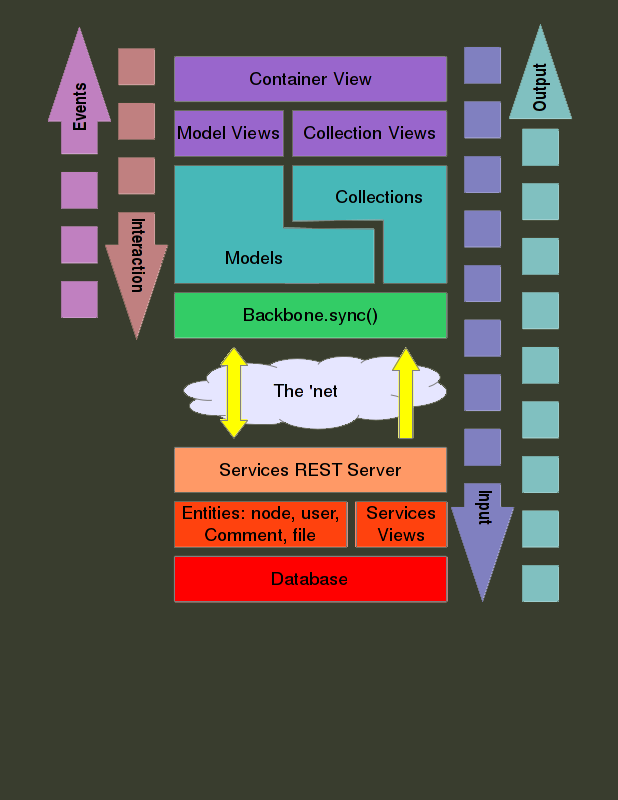 Events
Interaction
Container View
Model Views
Collection Views
Collections
Models
Backbone.sync()
The 'net
Services REST Server
Entities: node, user,
Comment, file
Services
Views
Database
Input
Output